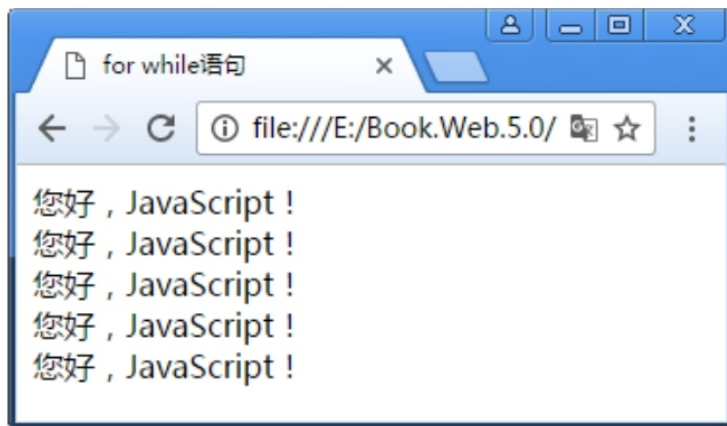 for while语句
file:///E:/Book.Web.5.0/
您好，JavaScript！
您好，JavaScript！
您好，JavaScript！
您好，JavaScript！
您好，JavaScript！